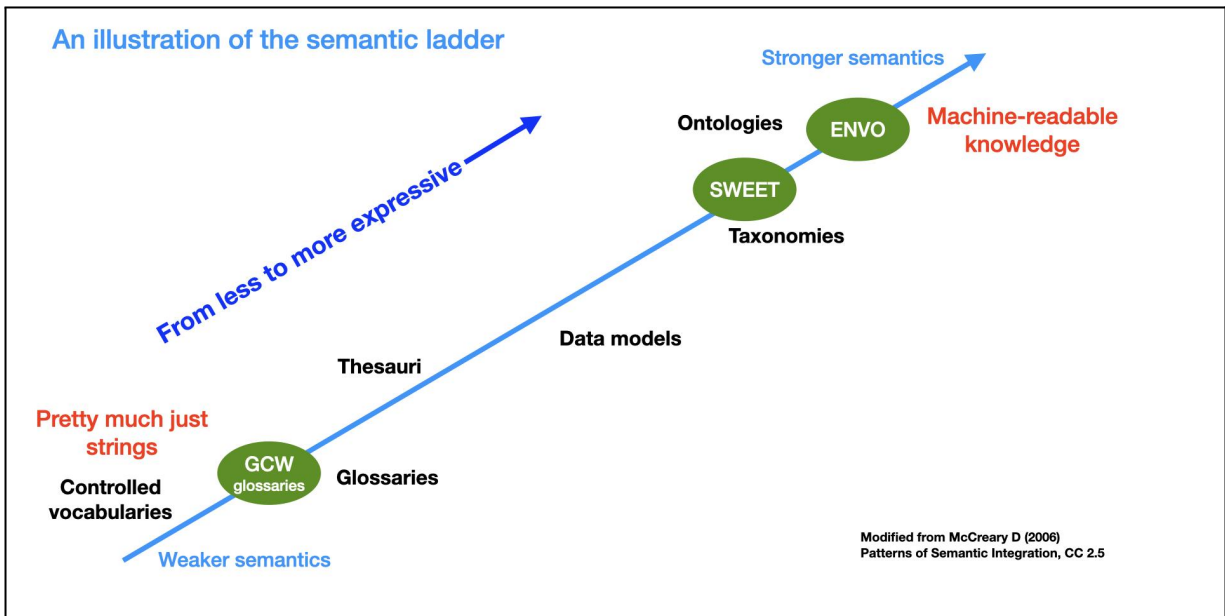 An illustration of the semantic ladder
Stronger semantics
Ontologies
ENVO
Machine-readable
knowledge
From less to more expressive
SWEET
Taxonomies
Data models
Thesauri
Pretty much just
strings
GCW
glossaries
Glossaries
Controlled
vocabularies
Weaker semantics
Modified from McCreary D (2006)
Patterns of Semantic Integration, CC 2.5